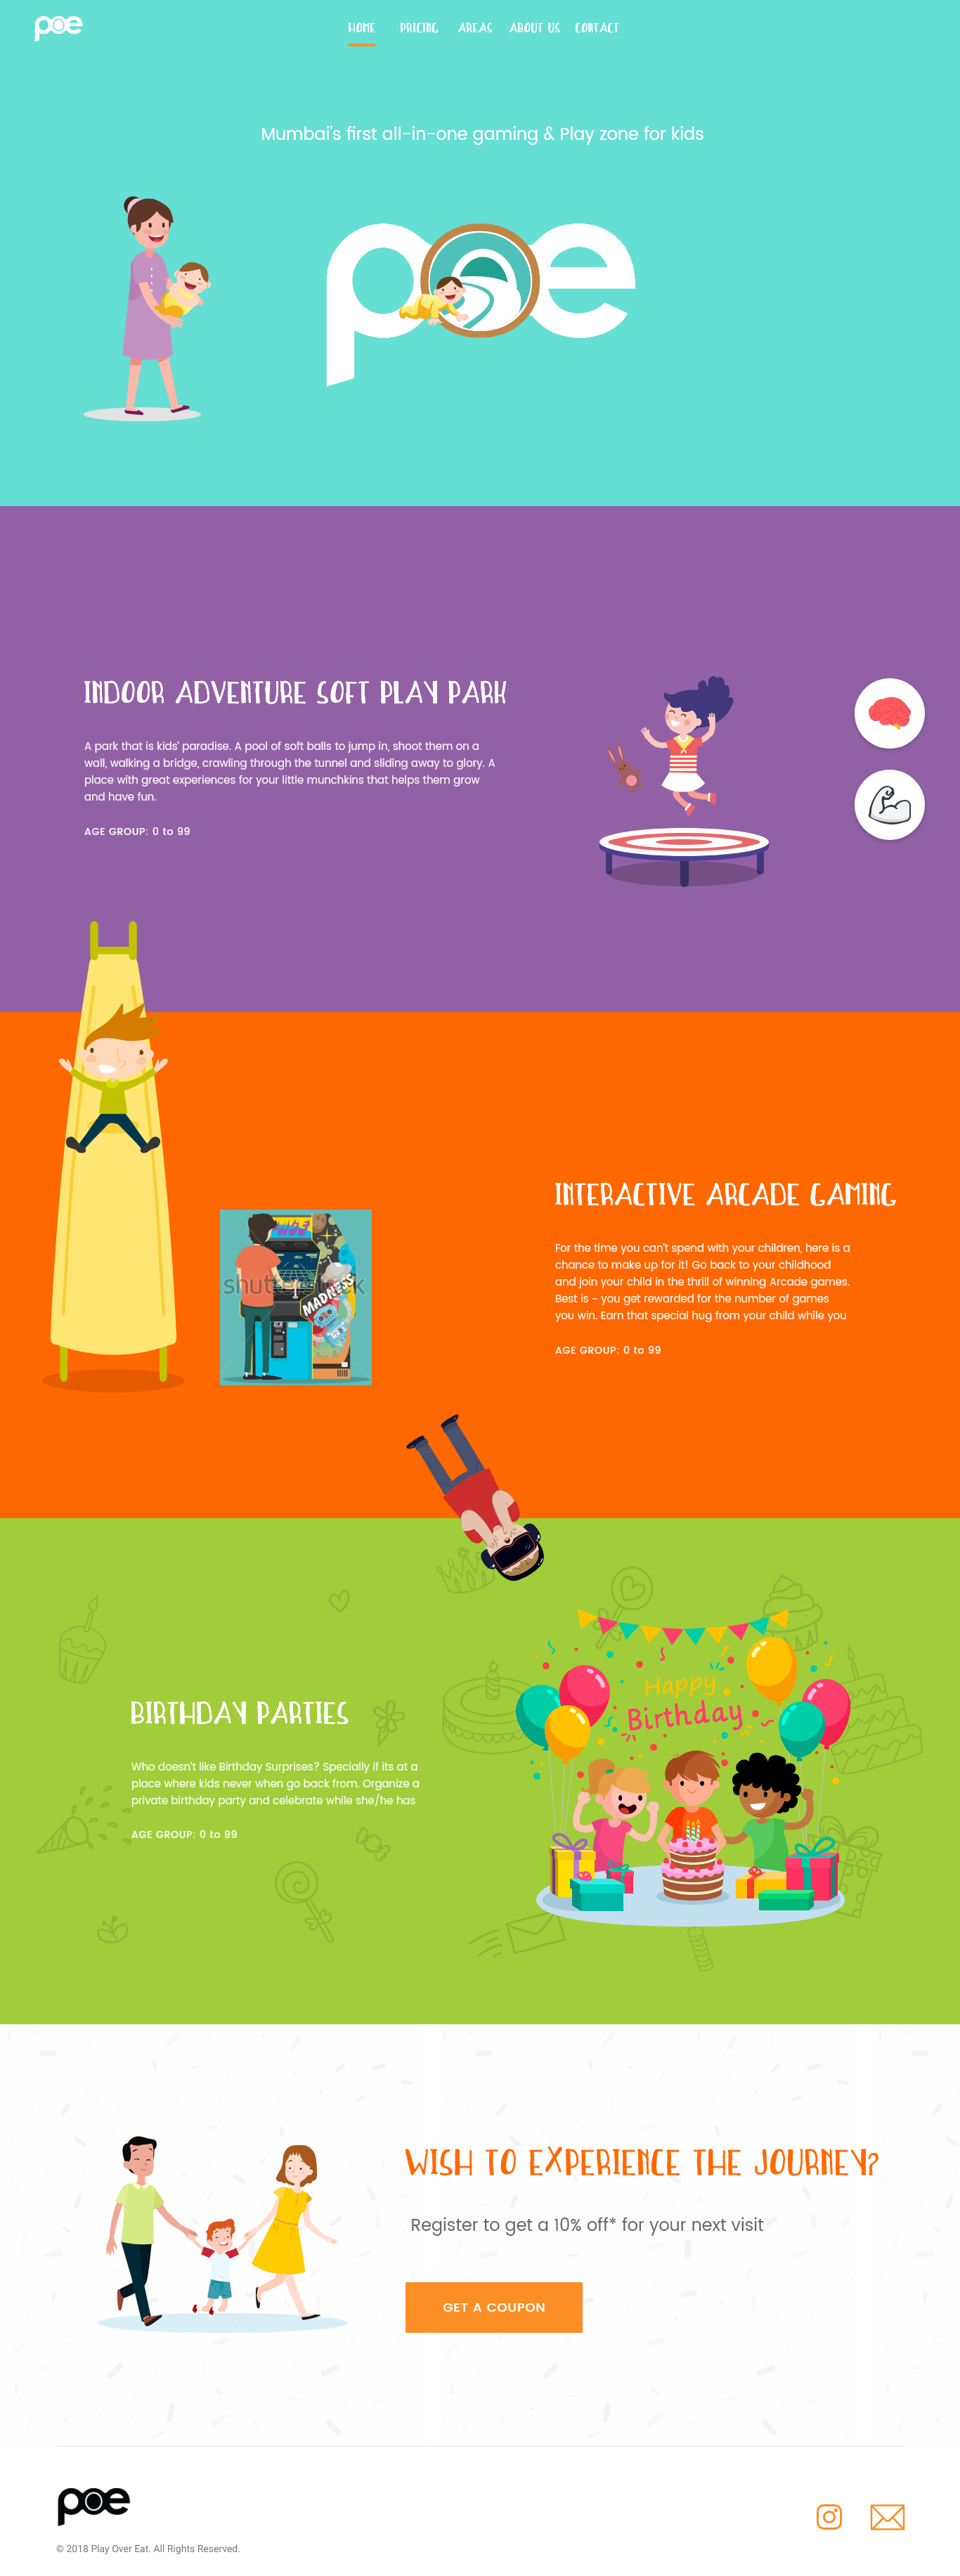 poe
HOME PRICING AREAS ABOUT US CONTACT
Mumbai's first all-in-one gaming & Play zone for kids
poe
INDOOR ADVENTURE SOFT PLAY PARK
A park that is kids' paradise. A pool of soft balls to jump in, shoot them on a
wall, walking a bridge, crawling through the tunnel and sliding away to glory. A
place with great experiences for your little munchkins that helps them grow
and have fun.
AGE GROUP: 0 to 99
INTERACTIVE ARCADE GAMING
For the time you can't spend with your children, here is a
chance to make up for it! Go back to your childhood
and join your child in the thrill of winning Arcade games.
Best is - you get rewarded for the number of games
you win. Earn that special hug from your child while you
AGE GROUP: 0 to 99
MADNESS
Happy
Birthday
BIRTHDAY PARTIES
Who doesn't like Birthday Surprises? Specially if its at a
place where kids never when go back from. Organize a
private birthday party and celebrate while she/he has
AGE GROUP: 0 to 99
WISH TO EXPERIENCE THE JOURNEY?
Register to get a 10% off* for your next visit
GET A COUPON
poe
© 2018 Play Over Eat. All Rights Reserved.